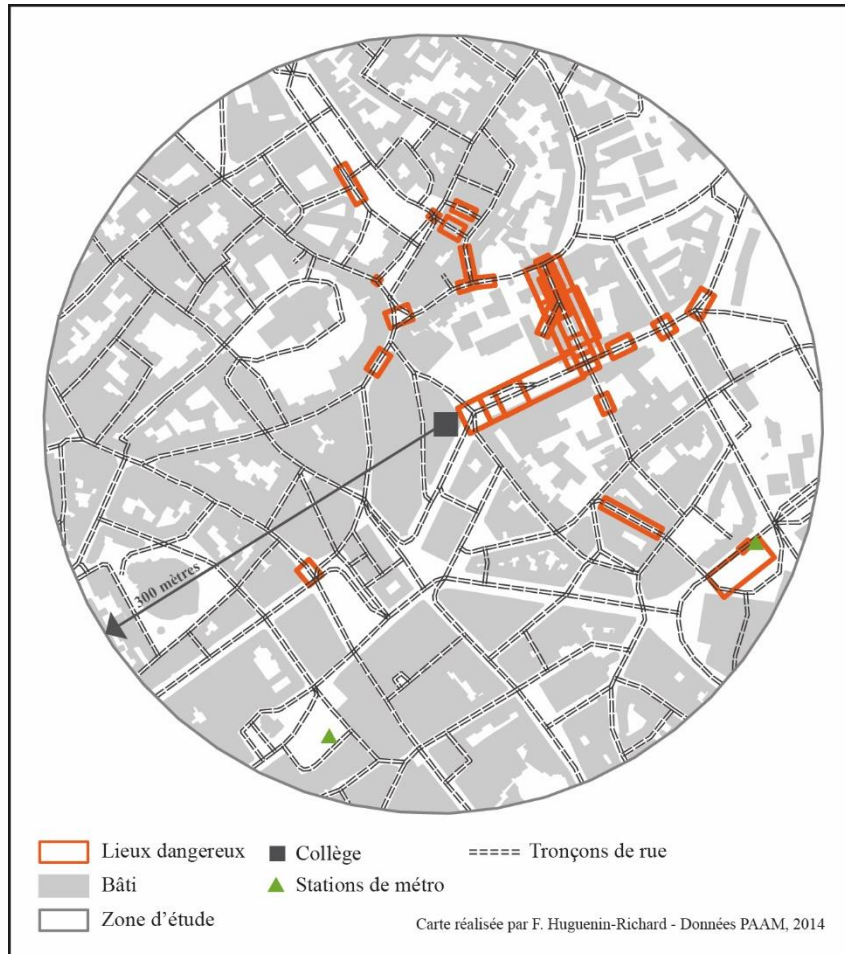 300 mètres
Lieux dangereux
Collège
Tronçons de rue
Bâti
Stations de métro
Zone d'étude
Carte réalisée par F. Huguenin-Richard - Données PAAM, 2014